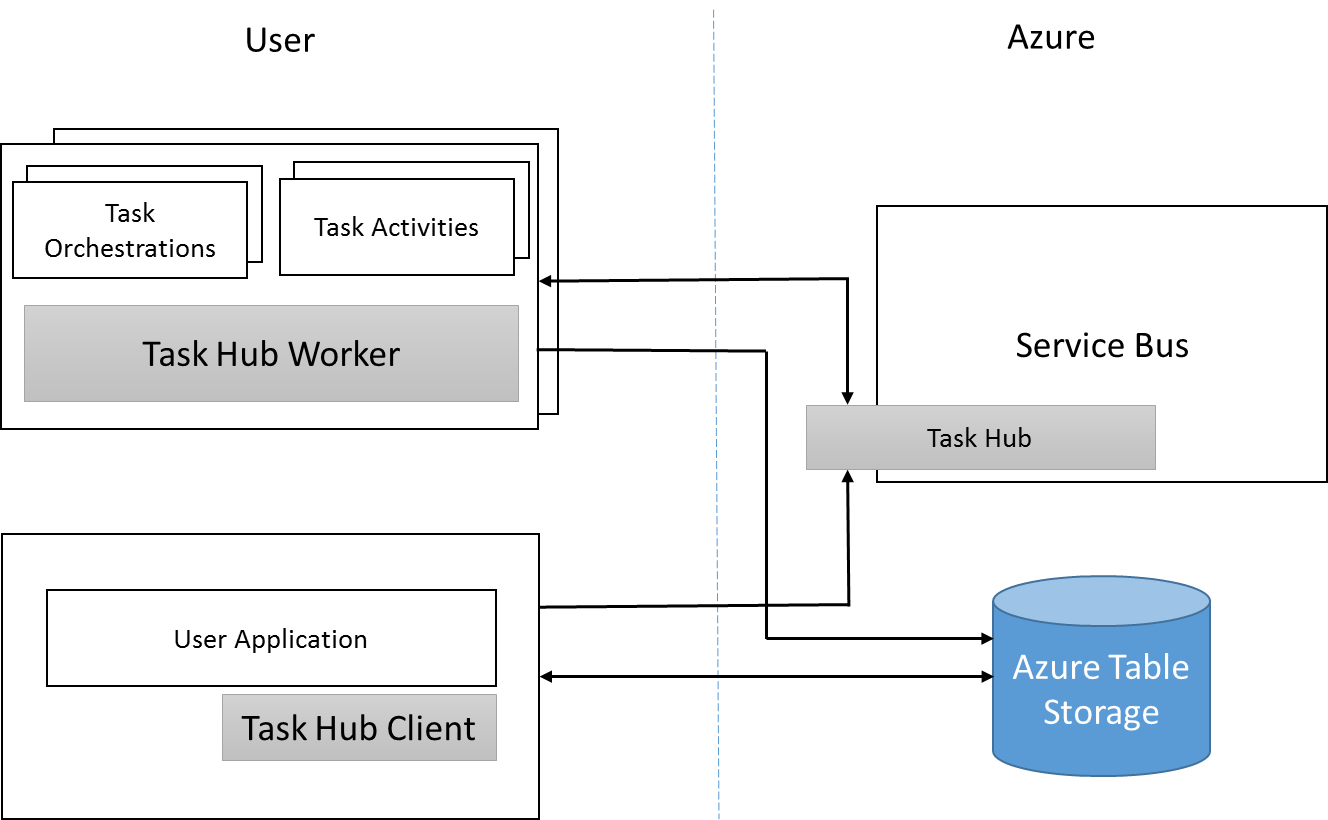 User
Azure
Task
Orchestrations
Task Activities
Task Hub Worker
Service Bus
Task Hub
User Application
Task Hub Client
Azure Table
Storage